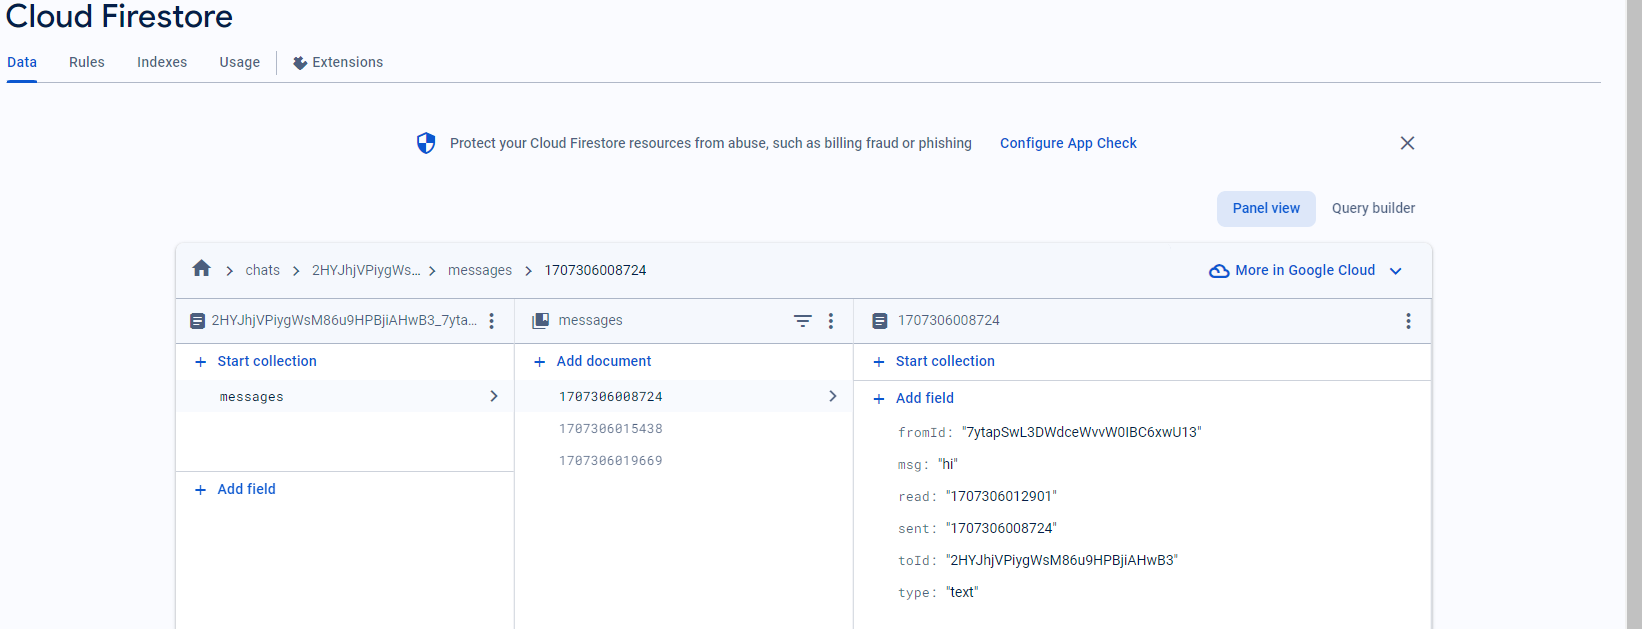 Cloud Firestore
Data Rules Indexes Usage Extensions
Protect your Cloud Firestore resources from abuse, such as billing fraud or phishing Configure App Check
Panel view Query builder
chats 2HYJhjVPiygWs... messages 1707306008724 More in Google Cloud
2HYJhjVPiygWsM86u9HPBjiAHwB3_7yta... messages 1707306008724
+ Start collection + Add document + Start collection
messages 1707306008724 + Add field
1707306015438 fromId: "7ytapSwL3DWdceWvvW0IBC6xwU13"
1707306019669 msg: "hi"
+ Add field read: "1707306012901"
sent: "1707306008724"
toId: "2HYJhjVPiygWsM86u9HPBjiAHwB3"
type: "text"